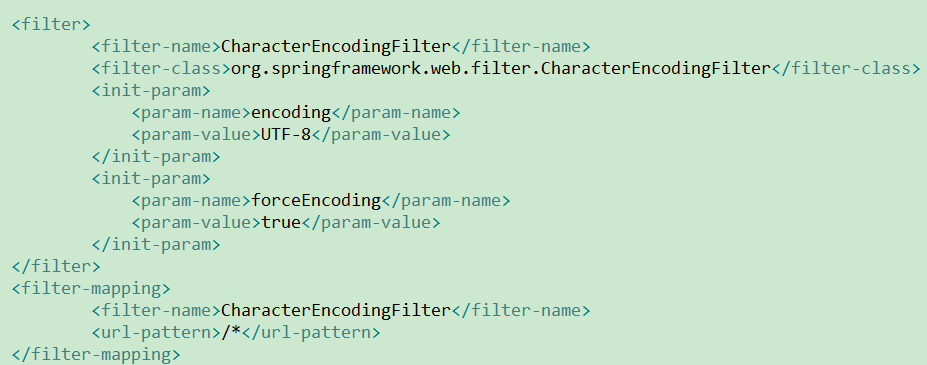 <filter>
        <filter-name>CharacterEncodingFilter</filter-name>
        <filter-class>org.springframework.web.filter.CharacterEncodingFilter</filter-class>
        <init-param>
            <param-name>encoding</param-name>
            <param-value>UTF-8</param-value>
        </init-param>
        <init-param>
            <param-name>forceEncoding</param-name>
            <param-value>true</param-value>
        </init-param>
</filter>
<filter-mapping>
        <filter-name>CharacterEncodingFilter</filter-name>
        <url-pattern>/*</url-pattern>
</filter-mapping>